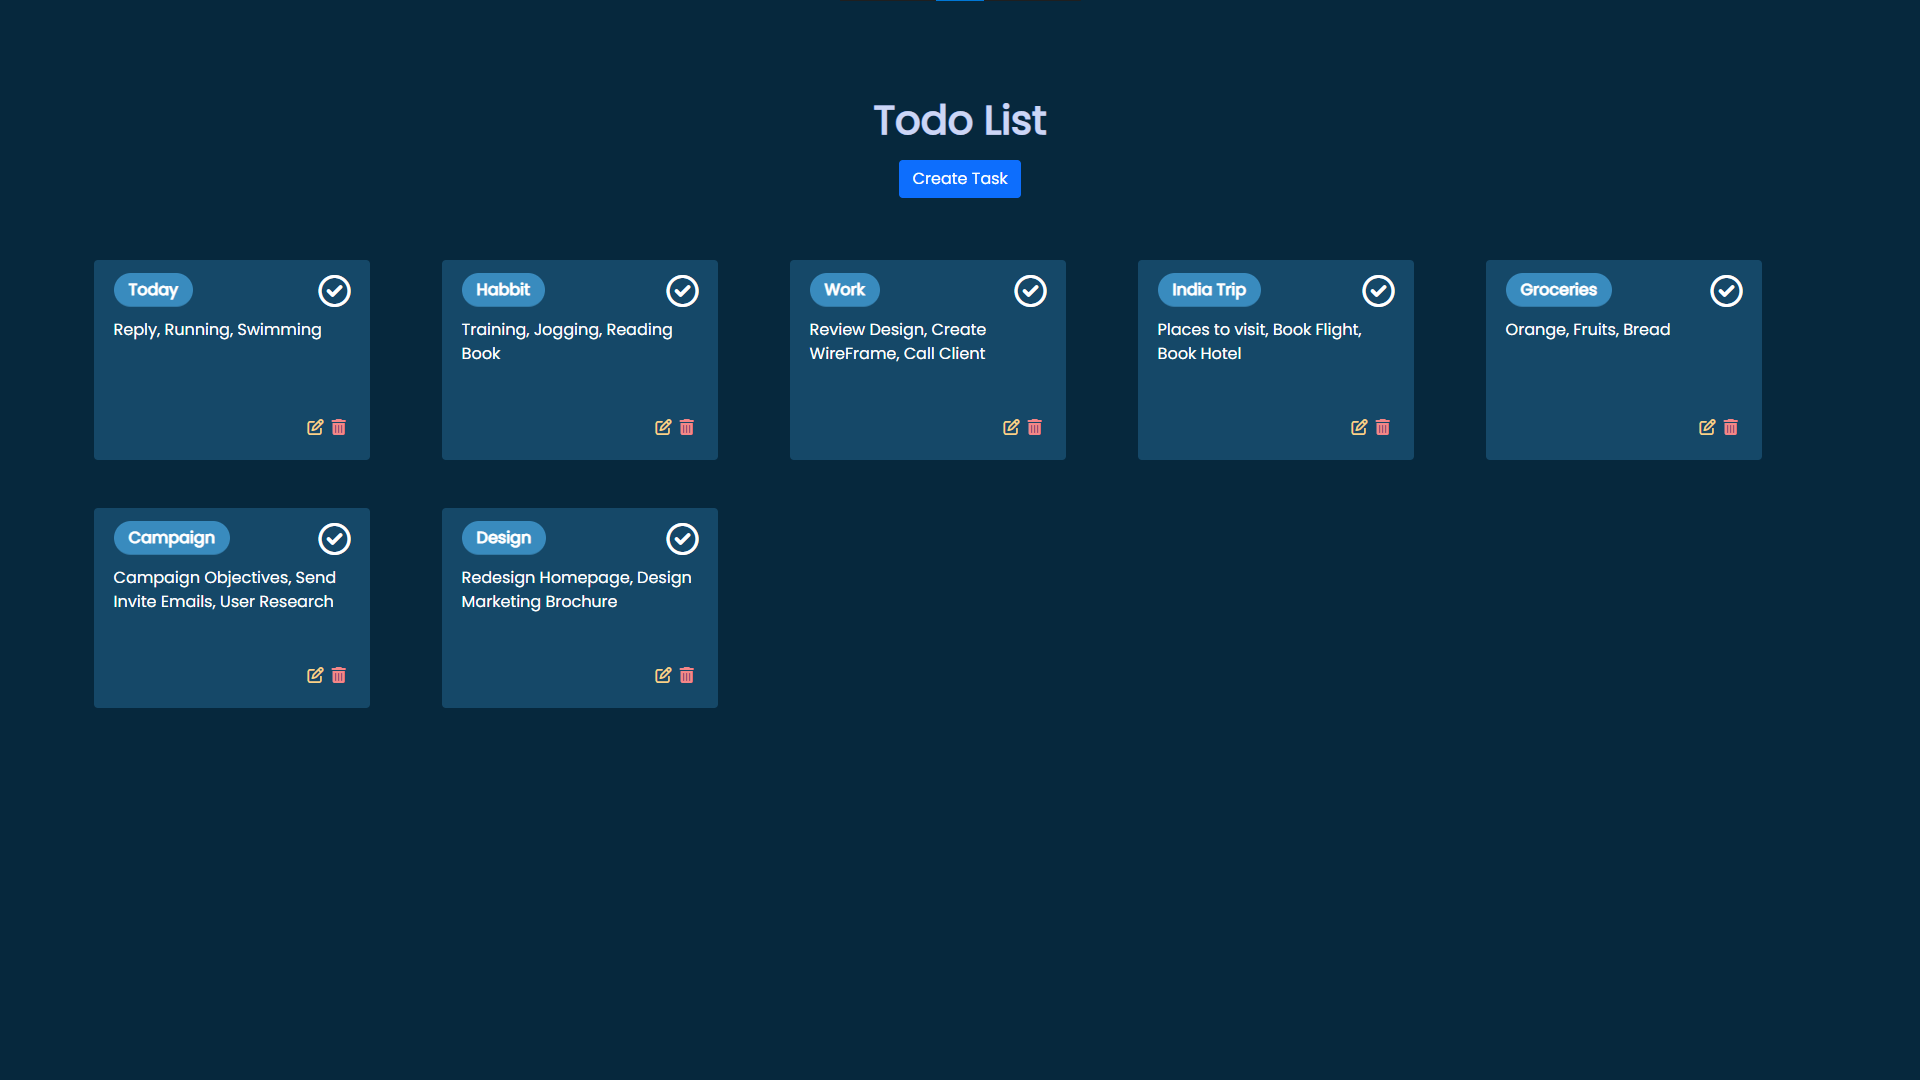 Todo List
Create Task
Today
Reply, Running, Swimming
Habbit
Training, Jogging, Reading
Book
Work
Review Design, Create
WireFrame, Call Client
India Trip
Places to visit, Book Flight,
Book Hotel
Groceries
Orange, Fruits, Bread
Campaign
Campaign Objectives, Send
Invite Emails, User Research
Design
Redesign Homepage, Design
Marketing Brochure